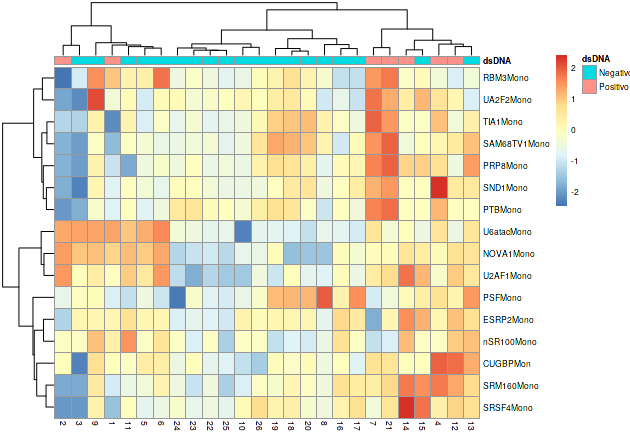 dsDNA
RBM3Mono
UA2F2Mono
TIA1Mono
SAM68TV1Mono
PRP8Mono
SND1Mono
PTBMono
U6atacMono
NOVA1Mono
U2AF1Mono
PSFMono
ESRP2Mono
nSR100Mono
CUGBPMon
SRM160Mono
SRSF4Mono
2 3 9 1 11 5 6 24 23 22 25 10 26 19 18 20 8 16 17 7 21 14 15 4 12 13
2
1
0
-1
-2
dsDNA
Negativo
Positivo